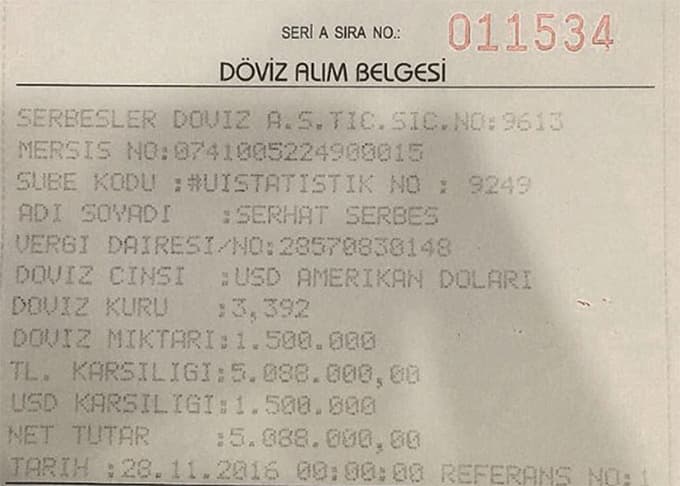 SERİ A SIRA NO.: 011534
DÖVİZ ALIM BELGESİ
SERBESLER DOVIZ A.S.TIC.SIC.NO:9613
MERSIS NO:0741005224900015
SUBE KODU :#UISTATISTIK NO : 9249
ADI SOYADI :SERHAT SERBES
VERGI DAIRESI/NO:28570830148
DOVIZ CINSI :USD AMERIKAN DOLARI
DOVIZ KURU :3,392
DOVIZ MIKTARI:1.500.000
TL. KARSILIGI:5.088.000,00
USD KARSILIGI:1.500.000
NET TUTAR :5.088.000,00
TARIH :28.11.2016 00:00:00 REFERANS NO:1